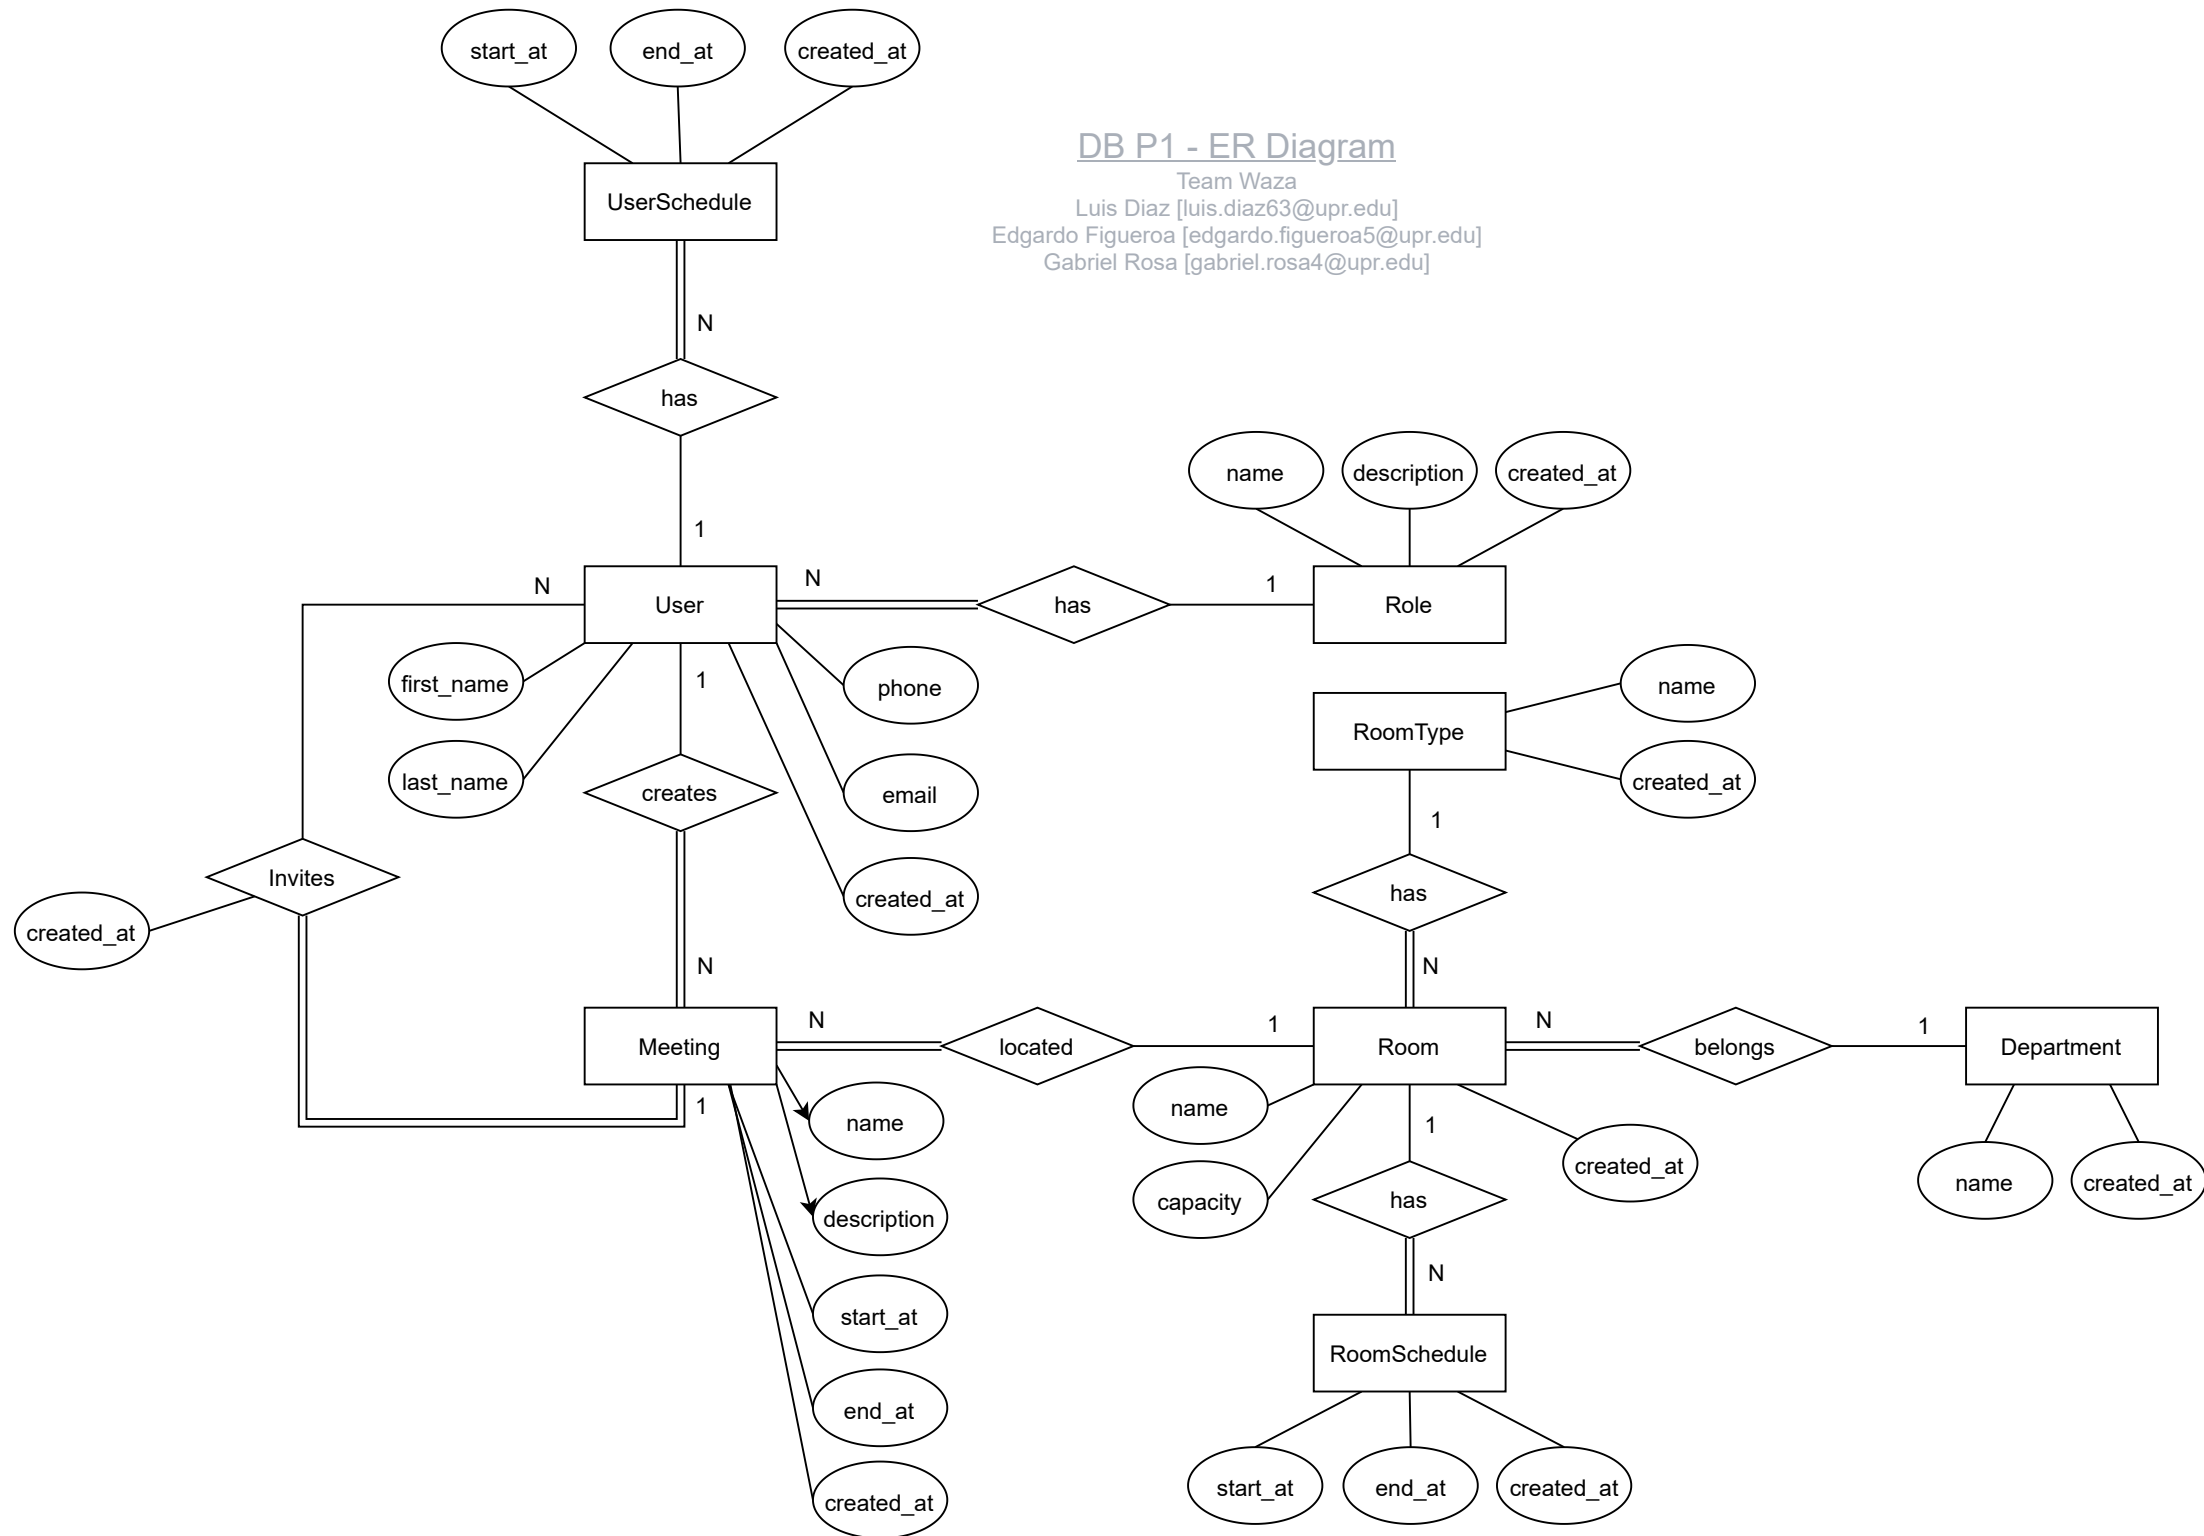 start_at
end_at
created_at
DB P1 - ER Diagram
Team Waza
Luis Diaz [luis.diaz63@upr.edu]
Edgardo Figueroa [edgardo.figueroa5@upr.edu]
Gabriel Rosa [gabriel.rosa4@upr.edu]
UserSchedule
N
has
1
name
description
created_at
N
User
N
has
1
Role
first_name
last_name
1
phone
creates
email
created_at
RoomType
name
created_at
1
has
N
Invites
created_at
N
Meeting
N
located
1
Room
N
belongs
1
Department
1
name
description
start_at
end_at
created_at
name
capacity
1
created_at
has
N
name
created_at
RoomSchedule
start_at
end_at
created_at